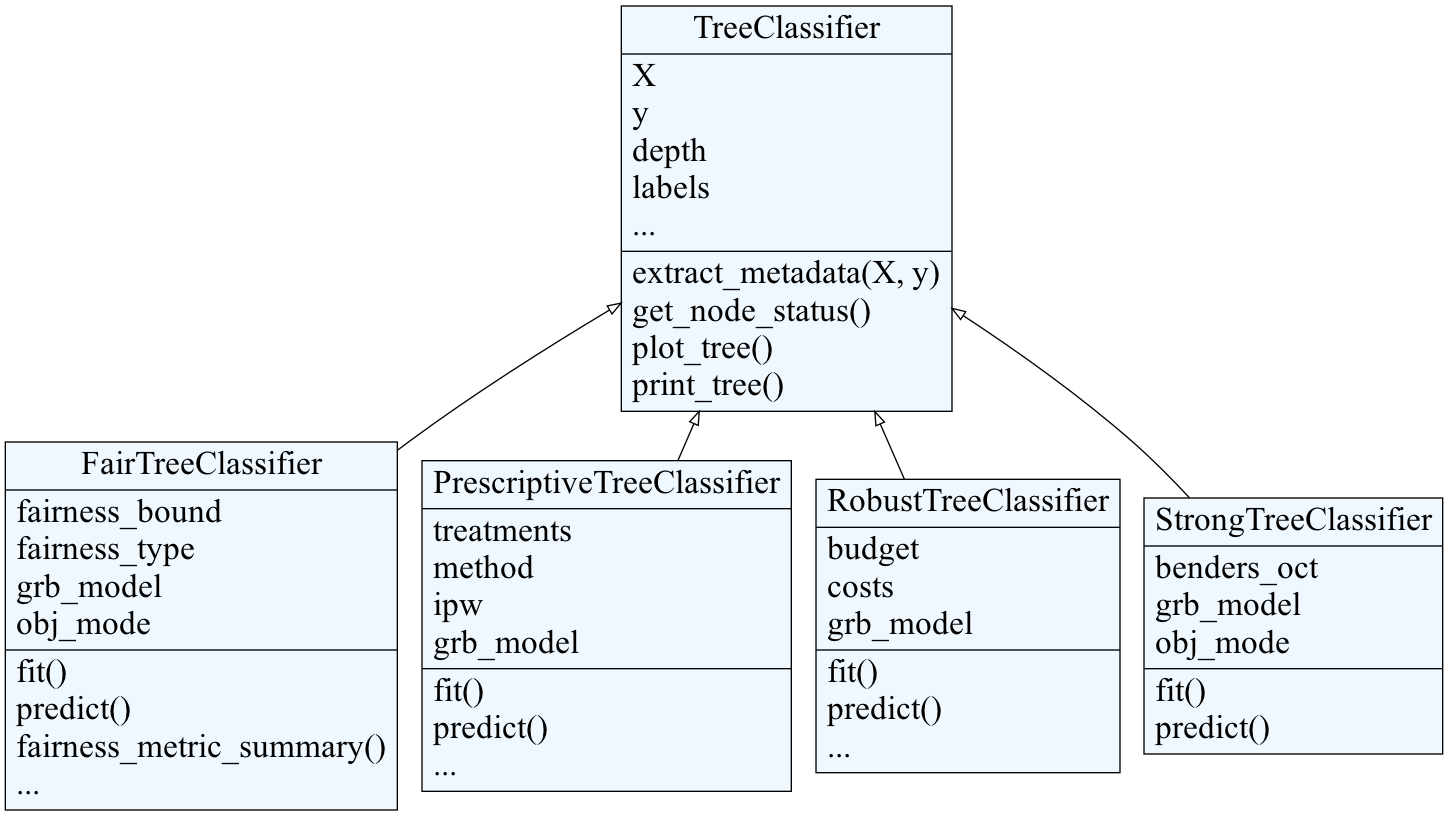 TreeClassifier
X
y
depth
labels
...
extract_metadata(X, y)
get_node_status()
plot_tree()
print_tree()
FairTreeClassifier
fairness_bound
fairness_type
grb_model
obj_mode
fit()
predict()
fairness_metric_summary()
...
PrescriptiveTreeClassifier
treatments
method
ipw
grb_model
fit()
predict()
...
RobustTreeClassifier
budget
costs
grb_model
fit()
predict()
...
StrongTreeClassifier
benders_oct
grb_model
obj_mode
fit()
predict()